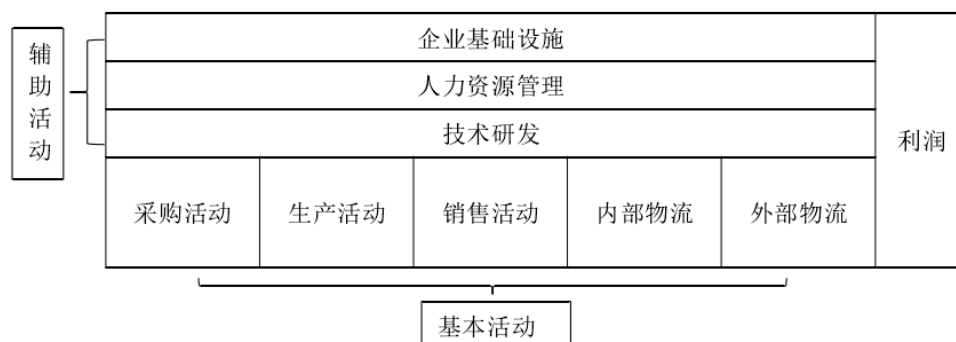 辅助活动
企业基础设施
人力资源管理
技术研发
利润
采购活动
生产活动
销售活动
内部物流
外部物流
基本活动